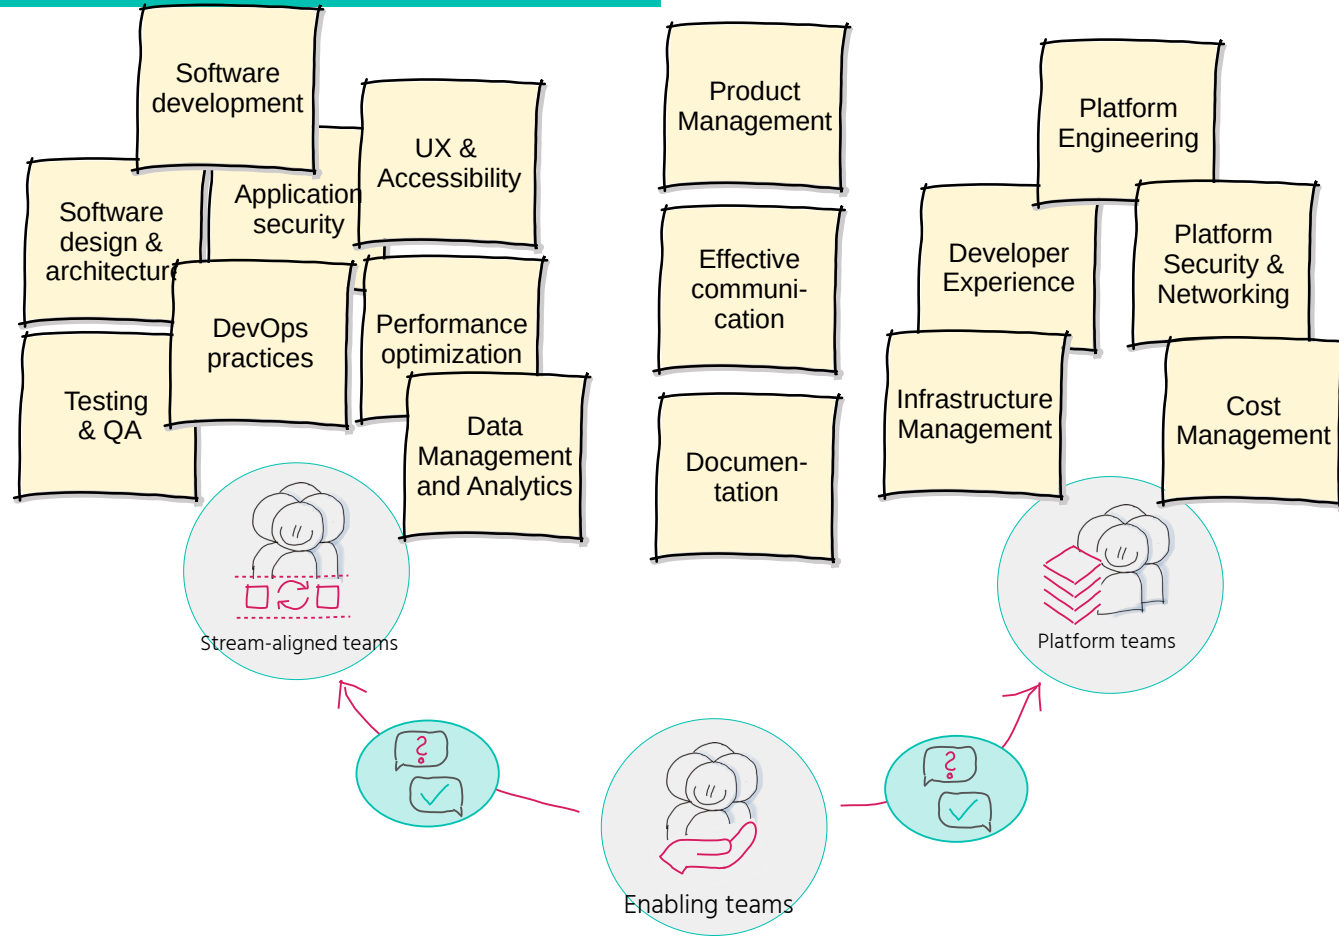 Software
development
UX &
Accessibility
Application
security
Software
design &
architecture
DevOps
practices
Performance
optimization
Testing
& QA
Data
Management
and Analytics
Stream-aligned teams
Product
Management
Effective
communi-
cation
Documen-
tation
Platform
Engineering
Developer
Experience
Platform
Security &
Networking
Infrastructure
Management
Cost
Management
Platform teams
?
?
Enabling teams